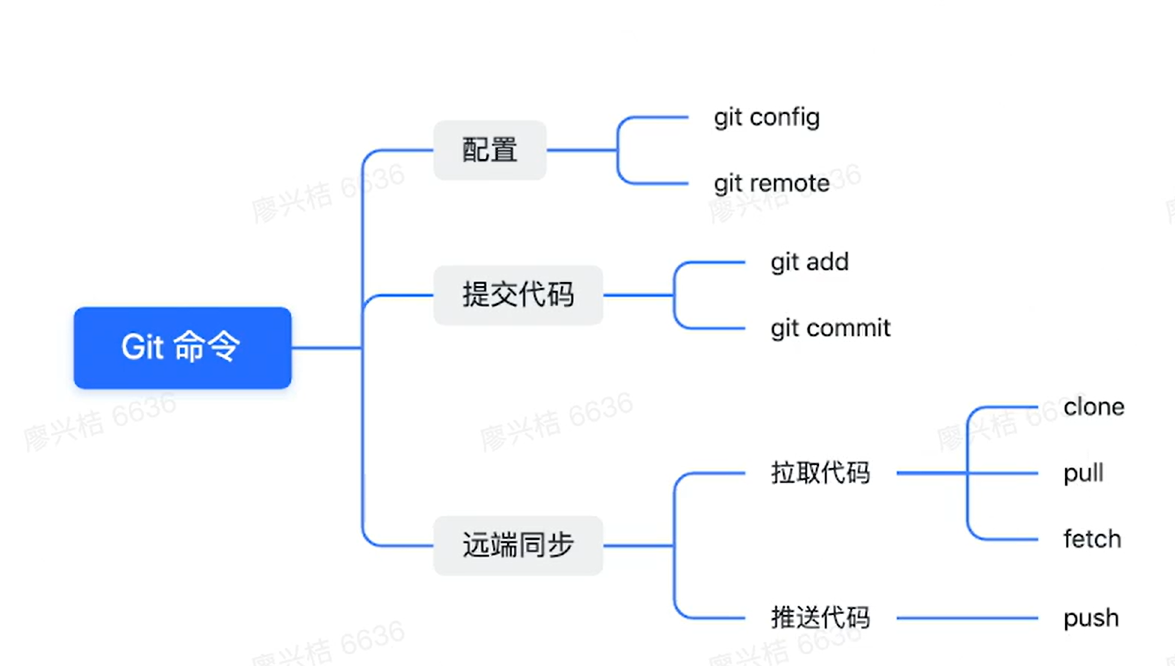 git config
配置
git remote
廖兴桔 6636
廖兴桔 6636
git add
提交代码
git commit
Git 命令
廖兴桔 6636
廖兴桔 6636
廖兴桔 6636
clone
拉取代码
pull
fetch
远端同步
推送代码
push
廖兴桔 6636
廖兴桔 6636